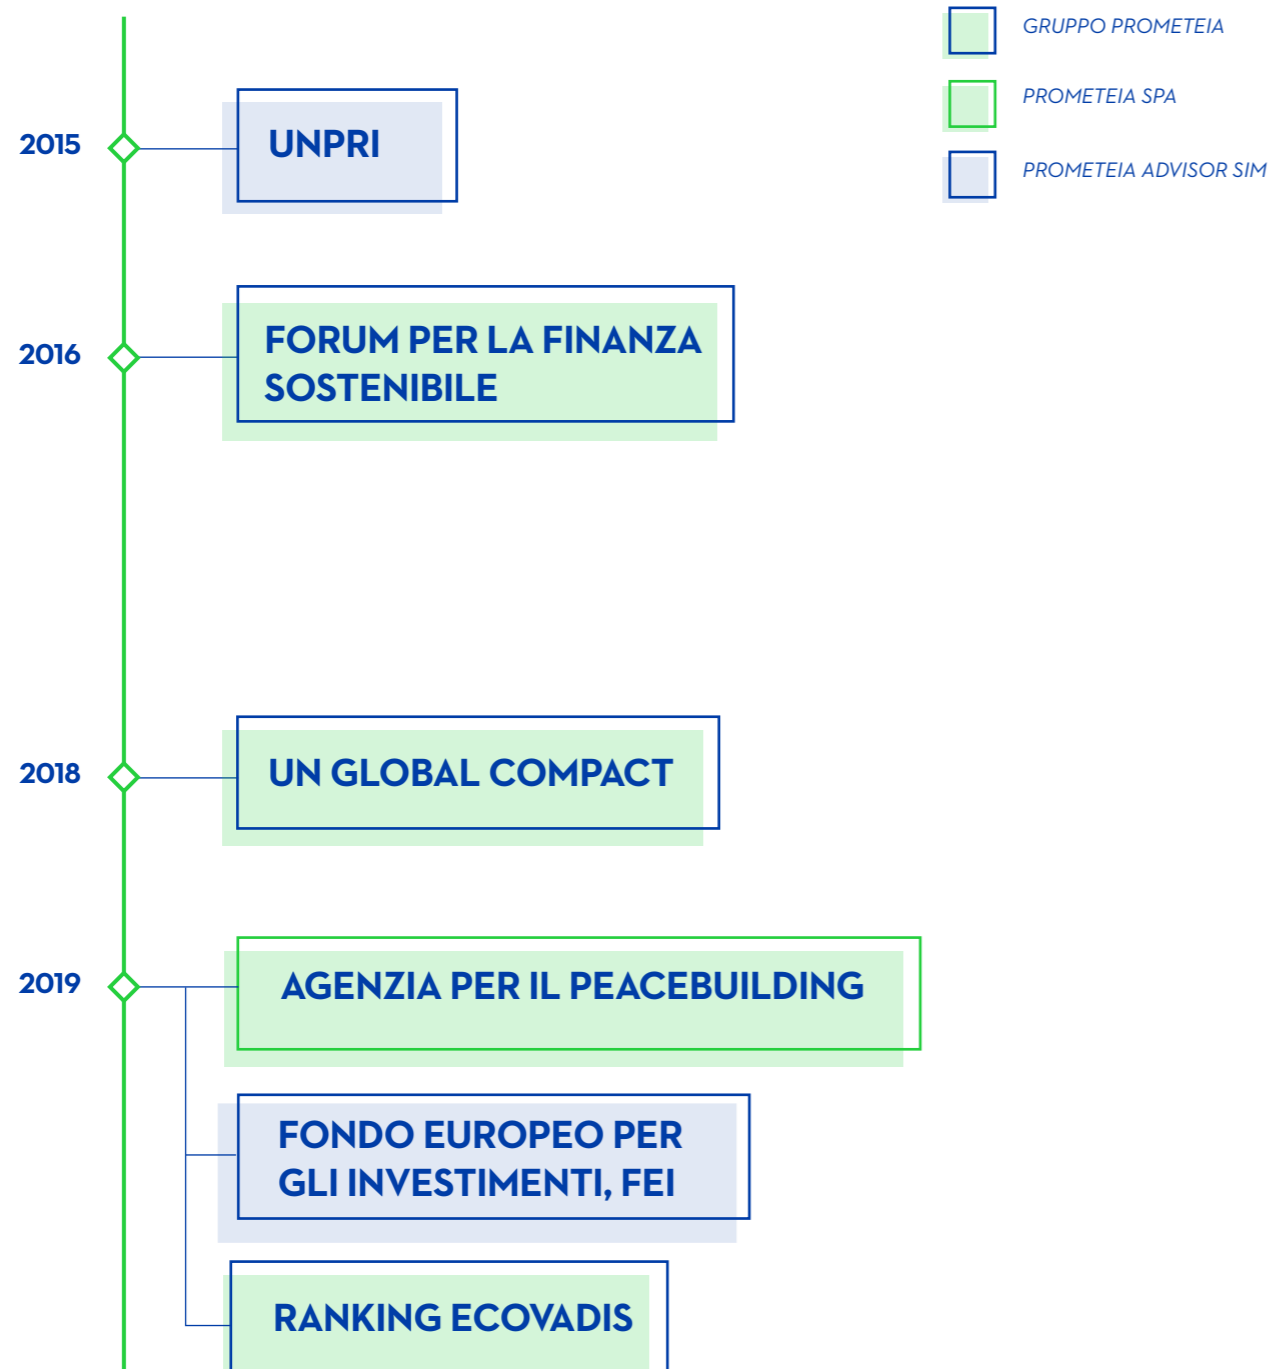 GRUPPO PROMETEIA
PROMETEIA SPA
PROMETEIA ADVISOR SIM
2015
UNPRI
2016
FORUM PER LA FINANZA
SOSTENIBILE
2018
UN GLOBAL COMPACT
2019
AGENZIA PER IL PEACEBUILDING
FONDO EUROPEO PER
GLI INVESTIMENTI, FEI
RANKING ECOVADIS